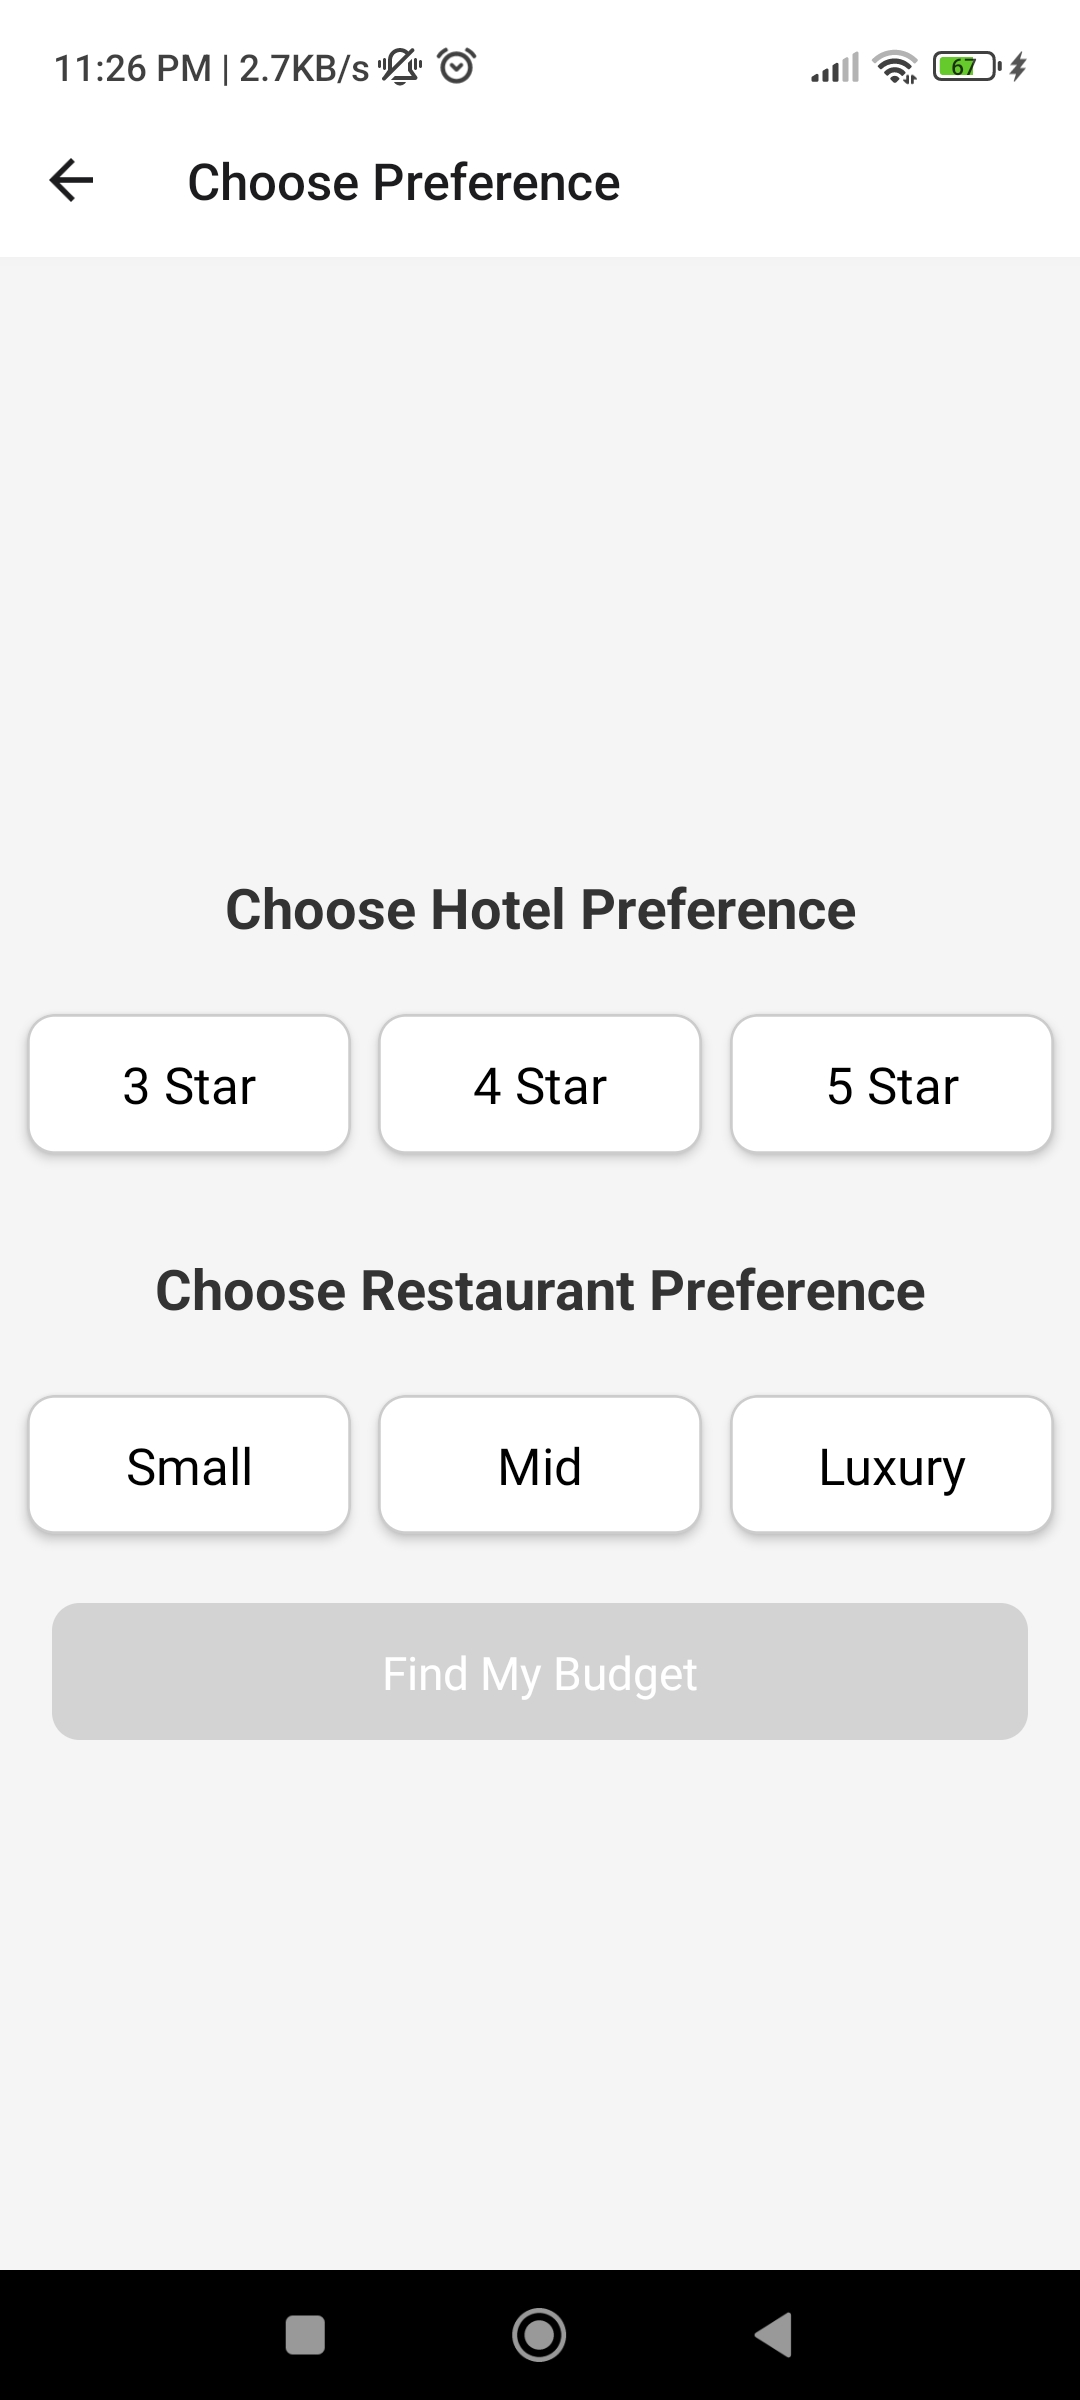 11:26 PM | 2.7KB/s
67
Choose Preference
Choose Hotel Preference
3 Star 4 Star 5 Star
Choose Restaurant Preference
Small Mid Luxury
Find My Budget